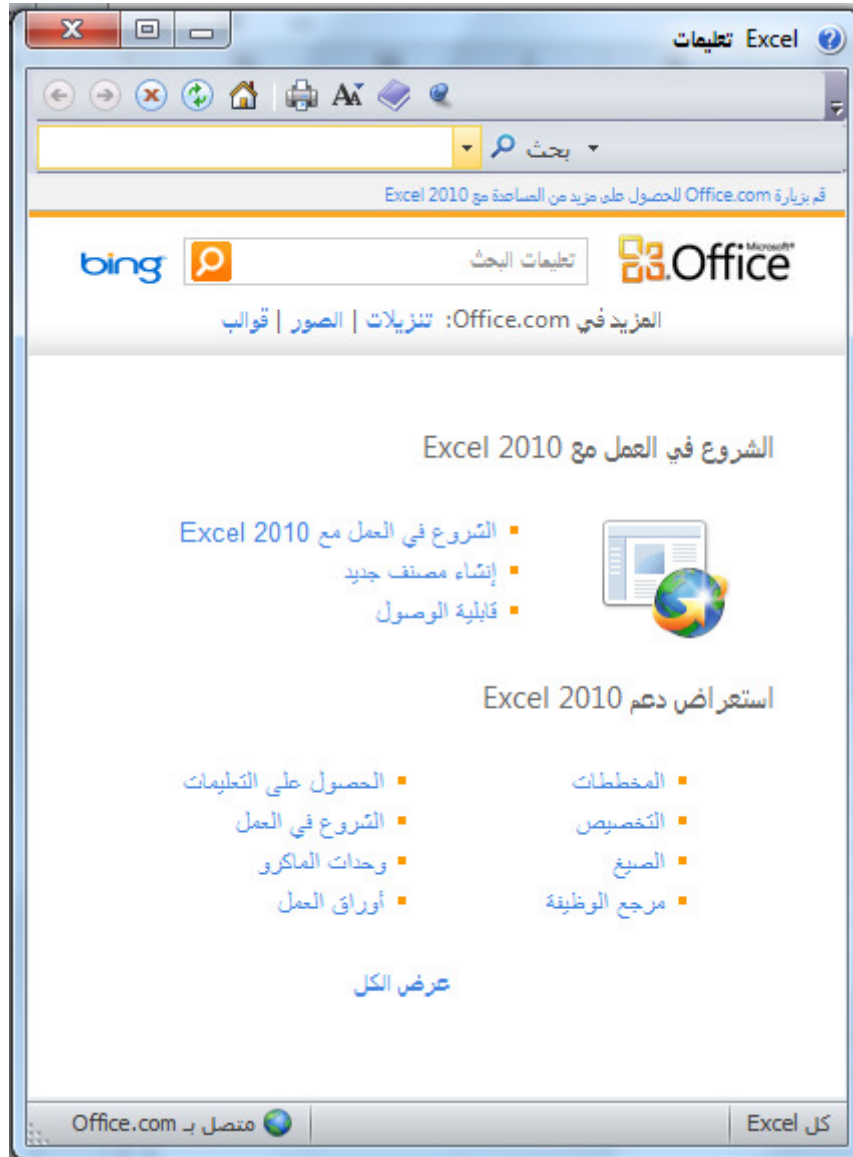 Excel تعليمات
بحث
قم بزيارة Office.com للحصول على مزيد من المساعدة مع Excel 2010
Microsoft®
Office
تعليمات البحث
bing
المزيد في Office.com: تنزيلات | الصور | قوالب
الشروع في العمل مع Excel 2010
الشروع في العمل مع Excel 2010
إنشاء مصنف جديد
قابلية الوصول
استعراض دعم Excel 2010
المخططات
التخصيص
الصيغ
مرجع الوظيفة
الحصول على التعليمات
الشروع في العمل
وحدات الماكرو
أوراق العمل
عرض الكل
كل Excel
متصل بـ Office.com